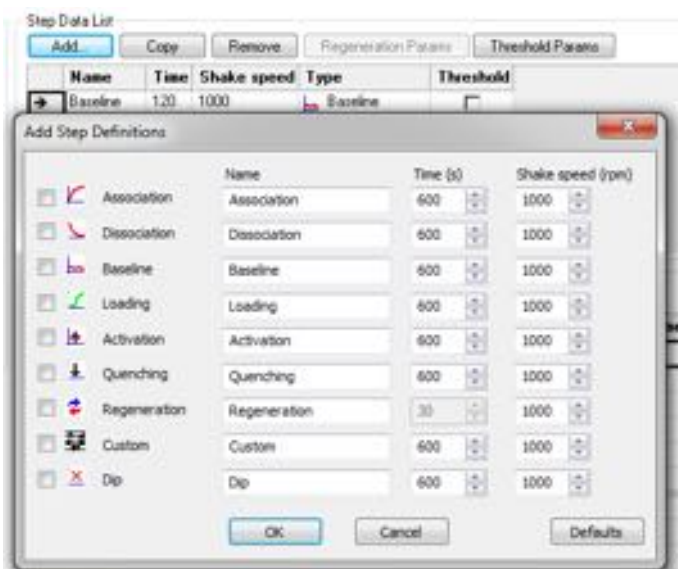 Step Data List
Add... Copy Remove Regeneration Params Threshold Params
Name Time Shake speed Type Threshold
Baseline 120 1000 Baseline
Add Step Definitions
Name Time (s) Shake speed (rpm)
Association Association 600 1000
Dissociation Dissociation 600 1000
Baseline Baseline 600 1000
Loading Loading 600 1000
Activation Activation 600 1000
Quenching Quenching 600 1000
Regeneration Regeneration 30 1000
Custom Custom 600 1000
Dip Dip 600 1000
OK Cancel Defaults